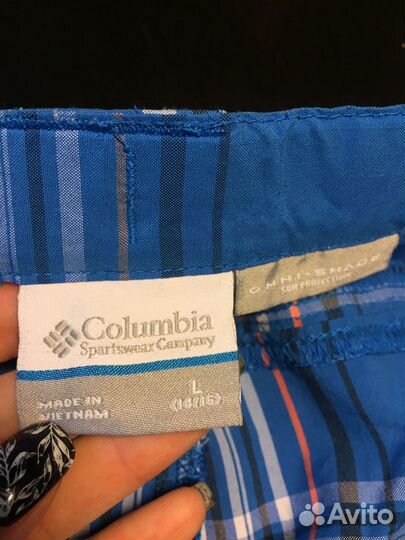 Columbia
Sportswear Company
MADE IN
VIETNAM
L
(14/16)
OMNI-SHADE
SUN PROTECTION
Avito